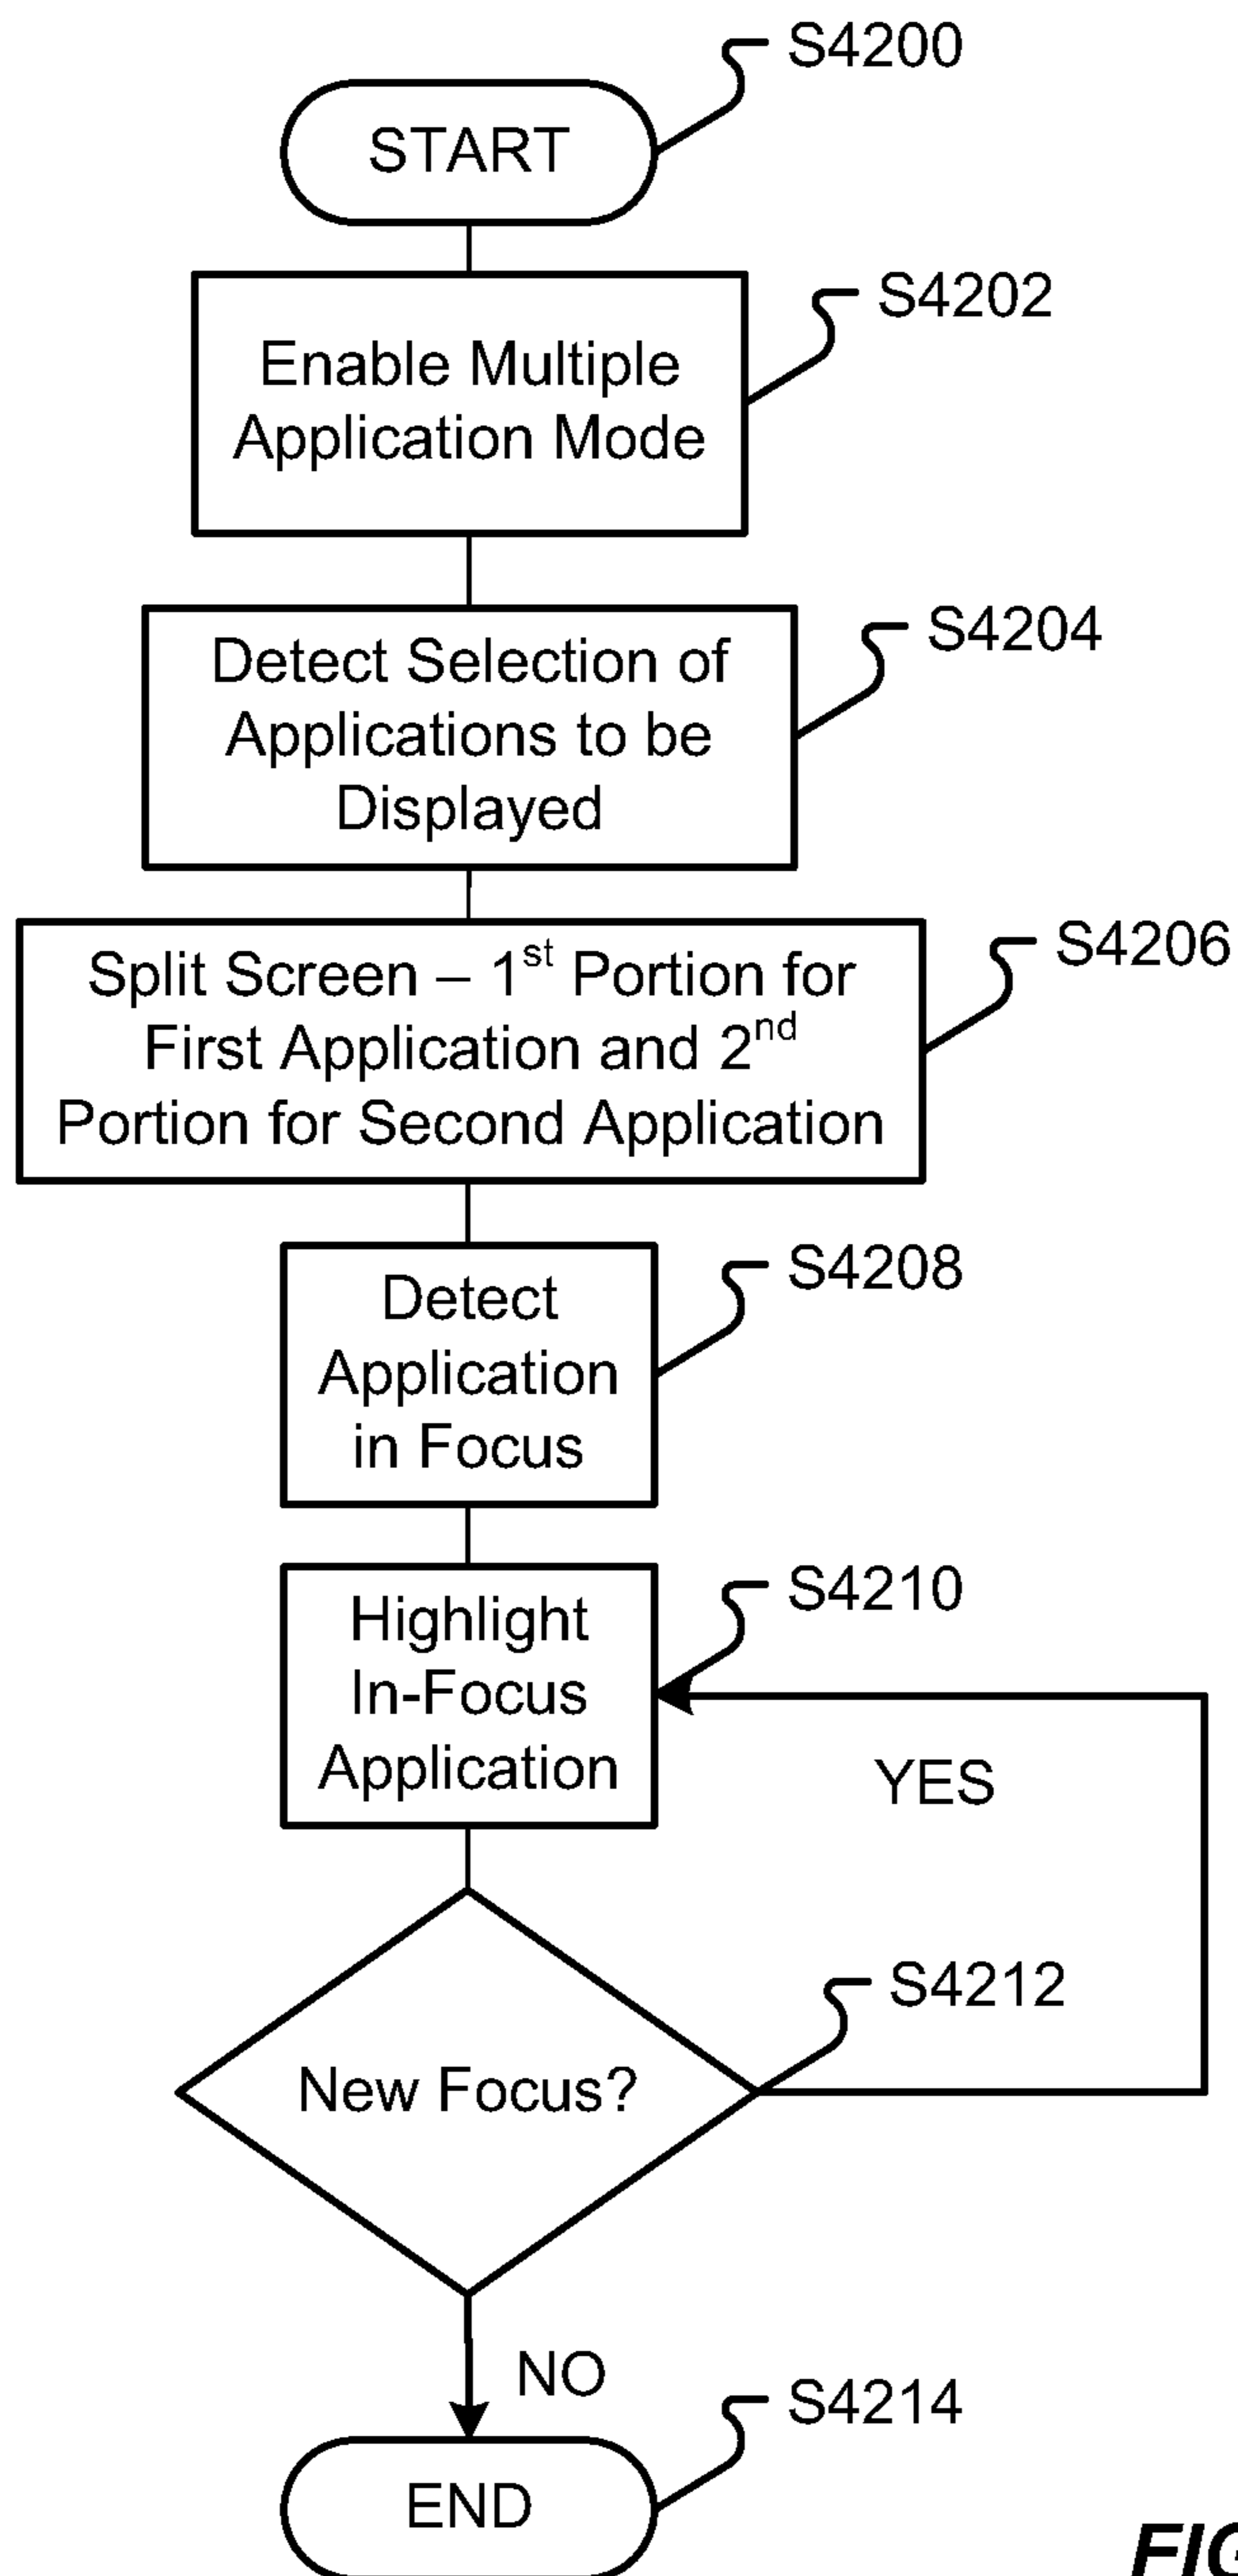 S4200
START
S4202
Enable Multiple
Application Mode
S4204
Detect Selection of
Applications to be
Displayed
S4206
Split Screen – 1st Portion for
First Application and 2nd
Portion for Second Application
S4208
Detect
Application
in Focus
S4210
Highlight
In-Focus
Application
YES
S4212
New Focus?
NO
S4214
END